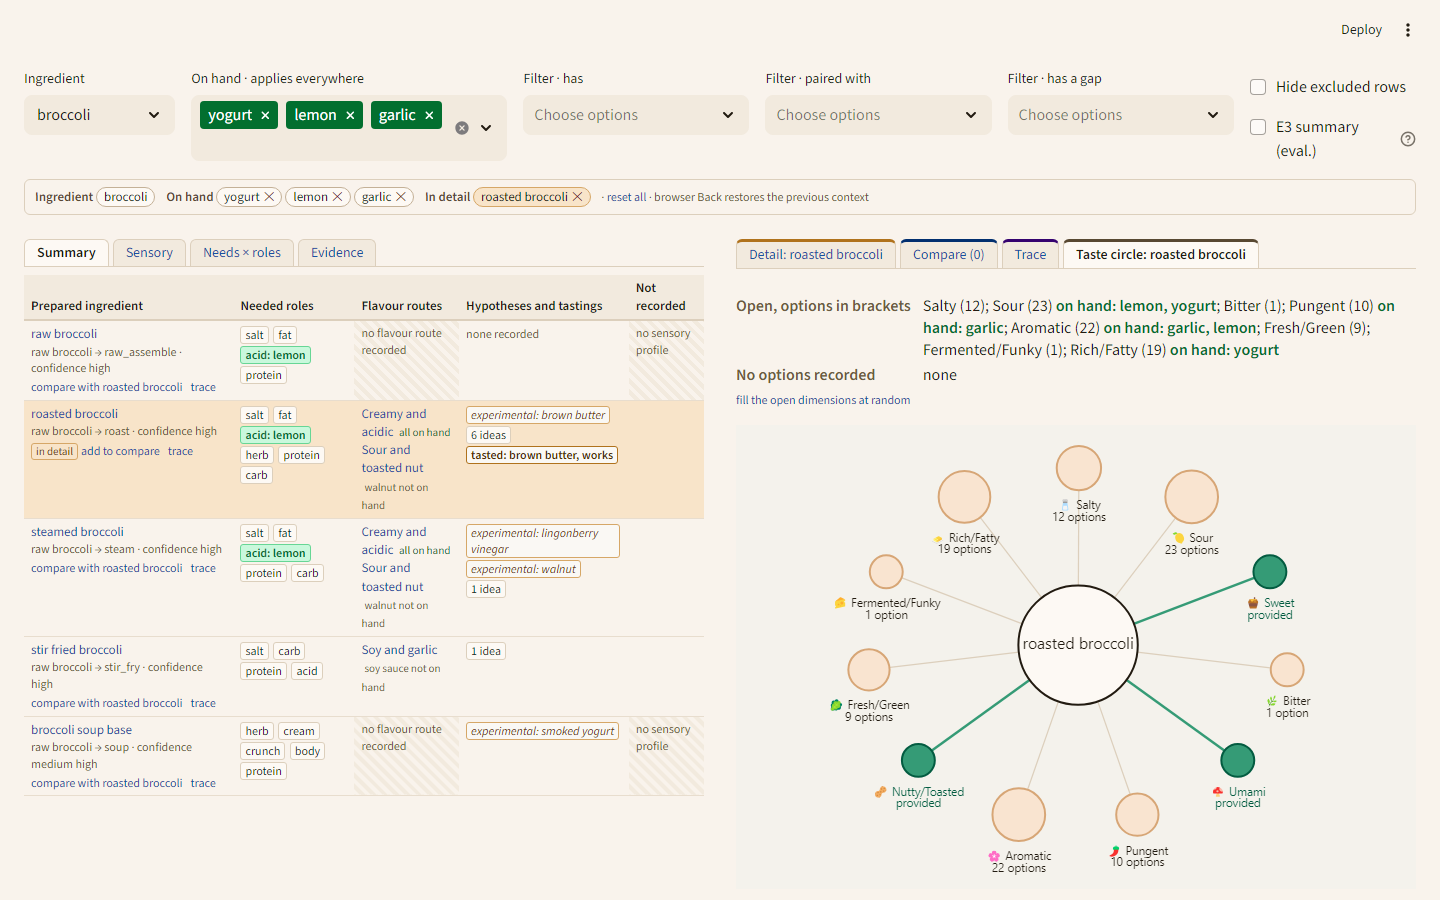 Deploy
Ingredient
On hand · applies everywhere
Filter · has
Filter · paired with
Filter · has a gap
broccoli
yogurt ×
lemon ×
garlic ×
Choose options
Choose options
Choose options
Hide excluded rows
E3 summary
(eval.)
Ingredient broccoli On hand yogurt × lemon × garlic × In detail roasted broccoli × · reset all · browser Back restores the previous context
Summary
Sensory
Needs × roles
Evidence
Prepared ingredient
Needed roles
Flavour routes
Hypotheses and tastings
Not
recorded
raw broccoli
raw broccoli → raw_assemble ·
confidence high
compare with roasted broccoli trace
salt fat
acid: lemon
protein
no flavour route
recorded
none recorded
no sensory
profile
roasted broccoli
raw broccoli → roast · confidence high
in detail add to compare trace
salt fat
acid: lemon
herb protein
carb
Creamy and
acidic all on hand
Sour and
toasted nut
walnut not on
hand
experimental: brown butter
6 ideas
tasted: brown butter, works
steamed broccoli
raw broccoli → steam · confidence high
compare with roasted broccoli trace
salt fat
acid: lemon
protein carb
Creamy and
acidic all on hand
Sour and
toasted nut
walnut not on
hand
experimental: lingonberry
vinegar
experimental: walnut
1 idea
stir fried broccoli
raw broccoli → stir_fry · confidence
high
compare with roasted broccoli trace
salt carb
protein acid
Soy and garlic
soy sauce not on
hand
1 idea
broccoli soup base
raw broccoli → soup · confidence
medium high
compare with roasted broccoli trace
herb cream
crunch body
protein
no flavour route
recorded
experimental: smoked yogurt
no sensory
profile
Detail: roasted broccoli
Compare (0)
Trace
Taste circle: roasted broccoli
Open, options in brackets
Salty (12); Sour (23) on hand: lemon, yogurt; Bitter (1); Pungent (10) on
hand: garlic; Aromatic (22) on hand: garlic, lemon; Fresh/Green (9);
Fermented/Funky (1); Rich/Fatty (19) on hand: yogurt
No options recorded
none
fill the open dimensions at random
Salty
12 options
Rich/Fatty
19 options
Sour
23 options
Fermented/Funky
1 option
Sweet
provided
roasted broccoli
Fresh/Green
9 options
Bitter
1 option
Nutty/Toasted
provided
Umami
provided
Aromatic
22 options
Pungent
10 options